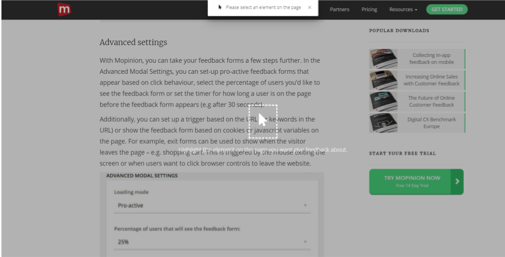 Please select an element on the page ×
m
Partners Pricing Resources GET STARTED
Advanced settings
With Mopinion, you can take your feedback forms a few steps further. In the
Advanced Modal Settings, you can set-up pro-active feedback forms that
appear based on click behaviour, select the percentage of users you'd like to
see the feedback form or set the timer for how long a user is on the page
before the feedback form appears (e.g after 30 seconds).
Additionally, you can set up a trigger based on the URL (or keywords in the
URL) or show the feedback form based on cookies or javascript variables on
the page. For example, exit forms can be used to show when the visitor
leaves the page – e.g. shopping cart. This is triggered by the mouse exiting the
screen or when users want to click browser controls to leave the website.
feedback about.
ADVANCED MODAL SETTINGS
Loading mode
Pro-active
Percentage of users that will see the feedback form:
25%
POPULAR DOWNLOADS
Collecting in-app
feedback on mobile
Increasing Online Sales
with Customer Feedback
The Future of Online
Customer Feedback
Digital CX Benchmark
Europe
START YOUR FREE TRIAL
TRY MOPINION NOW